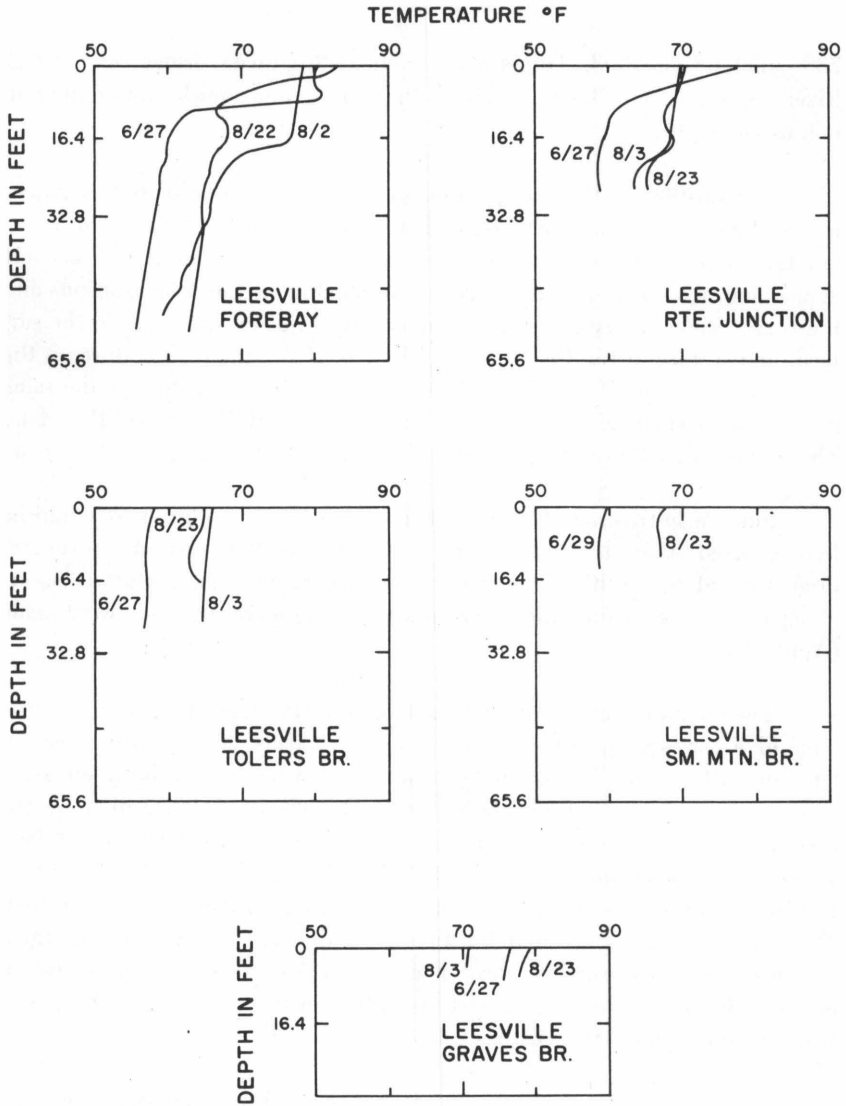 TEMPERATURE °F
50 70 90
0
16.4
32.8
65.6
DEPTH IN FEET
6/27
8/22
8/2
LEESVILLE
FOREBAY
50 70 90
0
16.4
32.8
65.6
6/27
8/3
8/23
LEESVILLE
RTE. JUNCTION
50 70 90
0
16.4
32.8
65.6
DEPTH IN FEET
8/23
6/27
8/3
LEESVILLE
TOLERS BR.
50 70 90
0
16.4
32.8
65.6
6/29
8/23
LEESVILLE
SM. MTN. BR.
50 70 90
0
16.4
DEPTH IN FEET
8/3
6/.27
8/23
LEESVILLE
GRAVES BR.